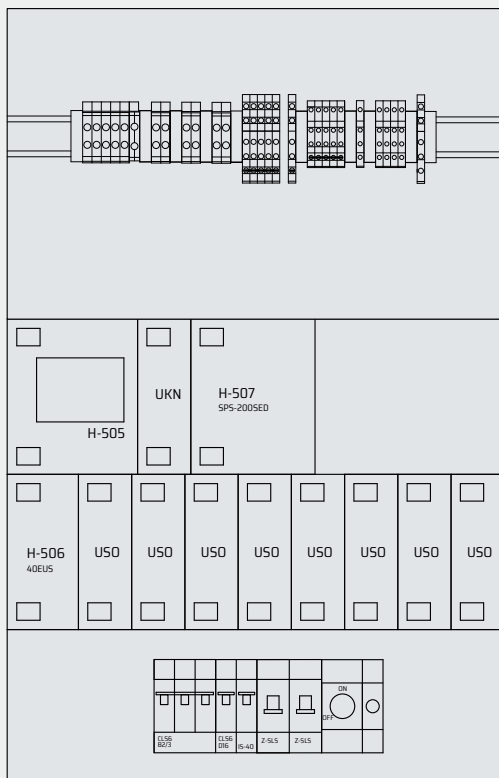 UKN
H-507
SPS-200SED
H-505
H-506
40EUS
USO
USO
USO
USO
USO
USO
USO
USO
ON
OFF
CLS6
B2/3
CLS6
D16
IS-40
Z-SLS
Z-SLS